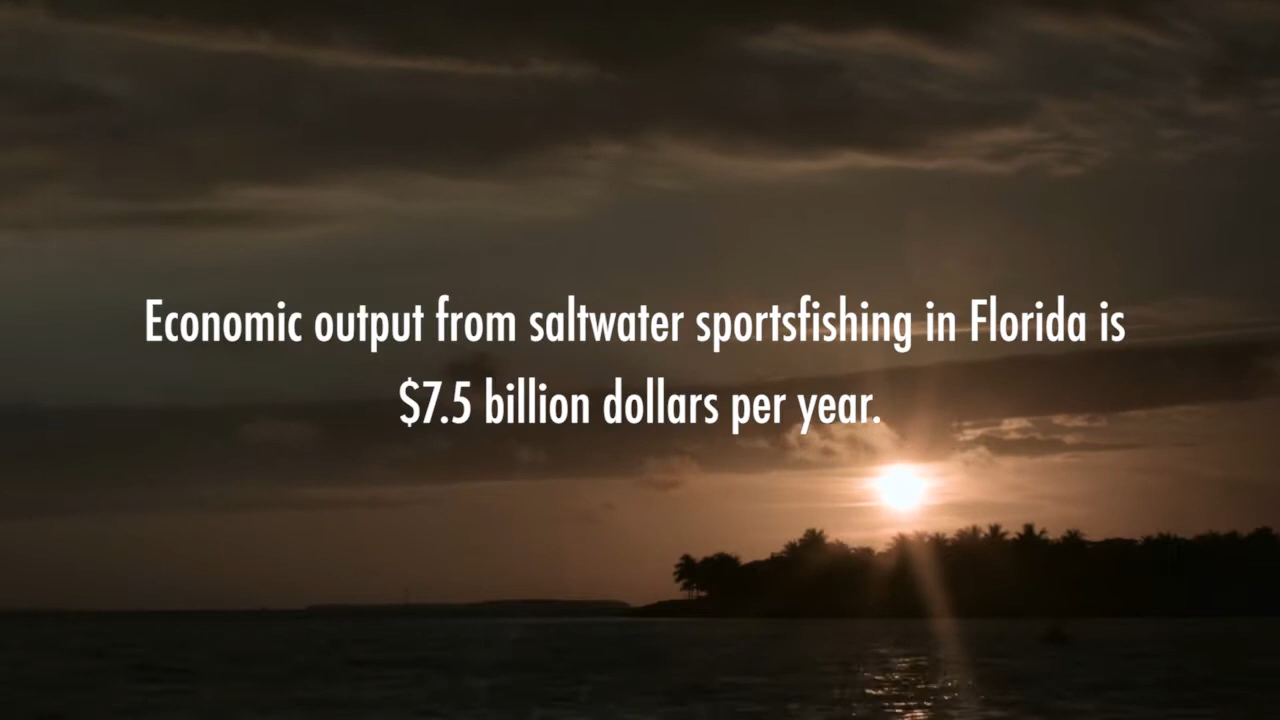 Economic output from saltwater sportsfishing in Florida is
$7.5 billion dollars per year.